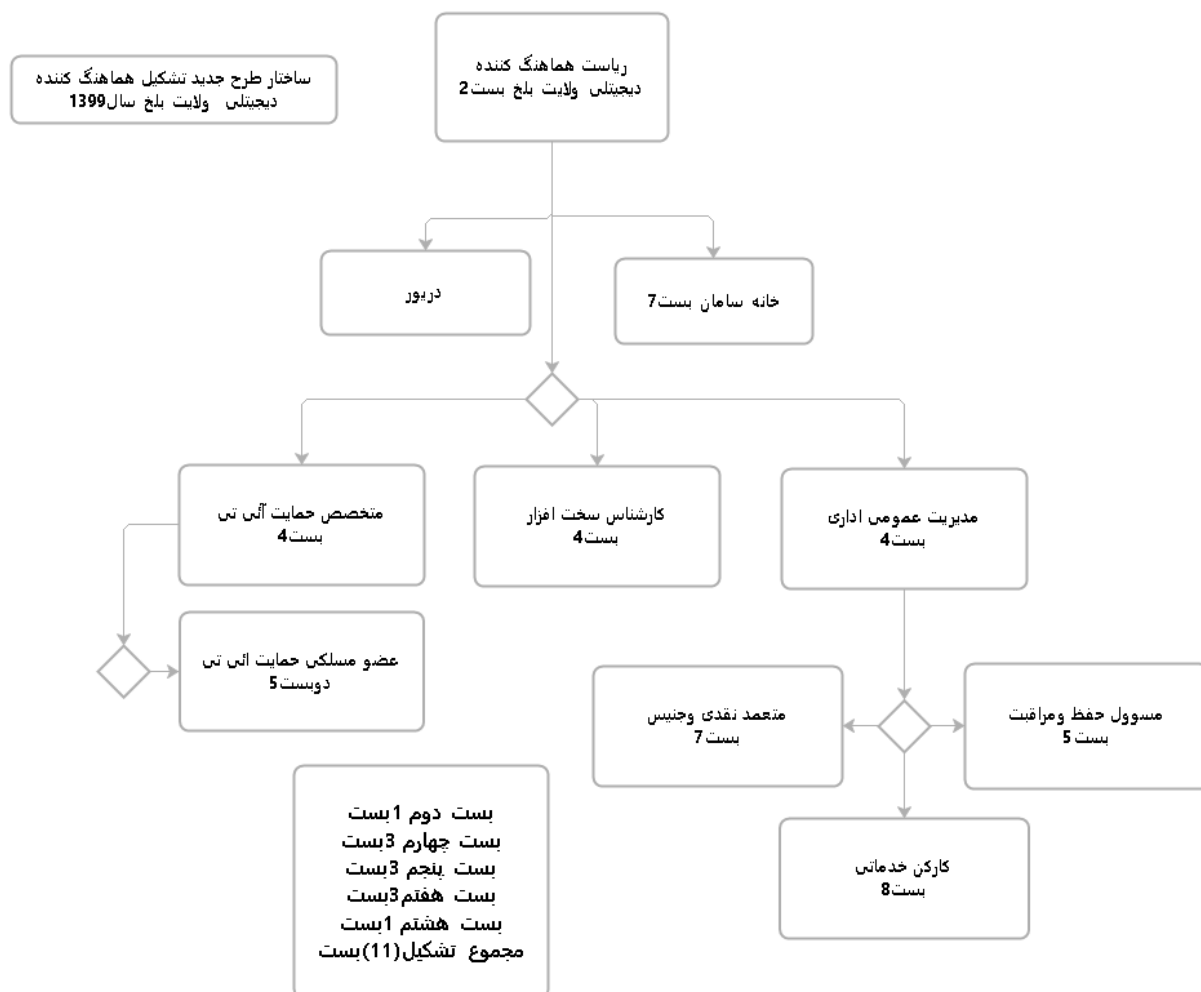 ساختار طرح جدید تشکیل هماهنگ کننده
دیجیتلی ولایت بلخ سال1399
ریاست هماهنگ کننده
دیجیتلی ولایت بلخ بست2
دریور
خانه سامان بست7
متخصص حمایت آئی تی
بست4
کارشناس سخت افزار
بست4
مدیریت عمومی اداری
بست4
عضو مسلکی حمایت ائی تی
دوبست5
متعمد نقدی وجنیس
بست7
مسوول حفظ ومراقبت
بست5
کارکن خدماتی
بست8
بست دوم 1بست
بست چهارم 3بست
بست پنجم 3بست
بست هفتم3بست
بست هشتم 1بست
مجموع تشکیل(11)بست